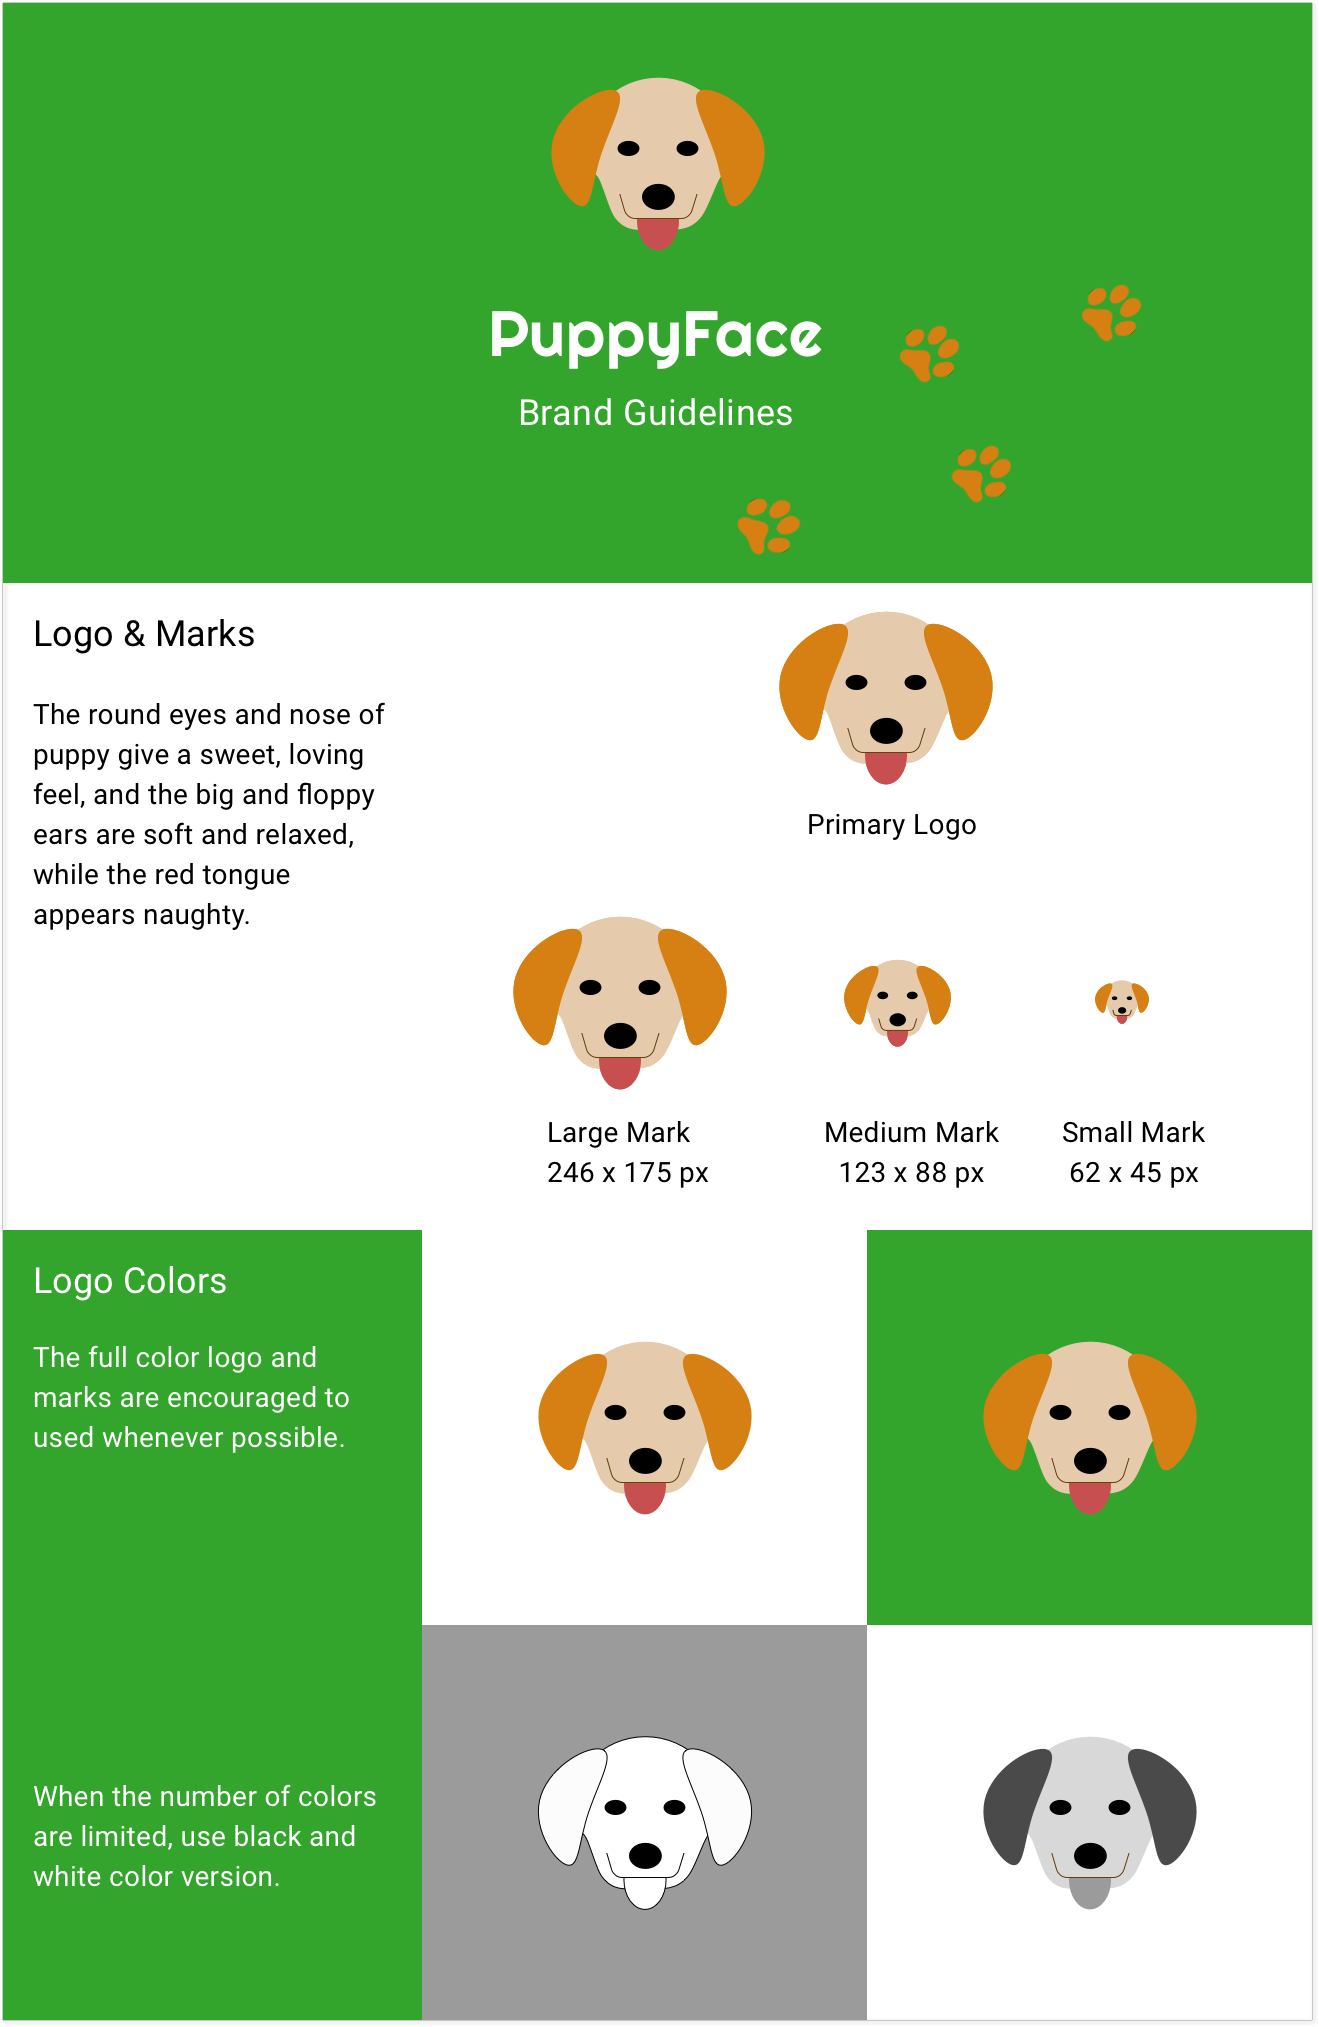 PuppyFace
Brand Guidelines
Logo & Marks
The round eyes and nose of
puppy give a sweet, loving
feel, and the big and floppy
ears are soft and relaxed,
while the red tongue
appears naughty.
Primary Logo
Large Mark
246 x 175 px
Medium Mark
123 x 88 px
Small Mark
62 x 45 px
Logo Colors
The full color logo and
marks are encouraged to
used whenever possible.
When the number of colors
are limited, use black and
white color version.